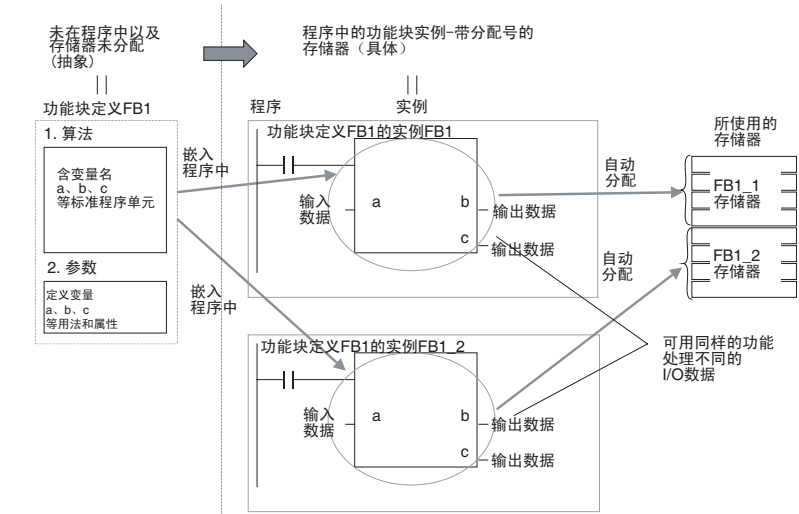 未在程序中以及
存储器未分配
(抽象)
程序中的功能块实例-带分配号的
存储器（具体）
功能块定义FB1
程序
实例
所使用的
存储器
1. 算法
含变量名
a、b、c
等标准程序单元
2. 参数
定义变量
a、b、c
等用法和属性
嵌入
程序中
嵌入
程序中
功能块定义FB1的实例FB1
输入
数据
a
b
c
输出数据
输出数据
自动
分配
FB1_1
存储器
FB1_2
存储器
自动
分配
功能块定义FB1的实例FB1_2
输入
数据
a
b
c
输出数据
输出数据
可用同样的功能
处理不同的
I/O数据